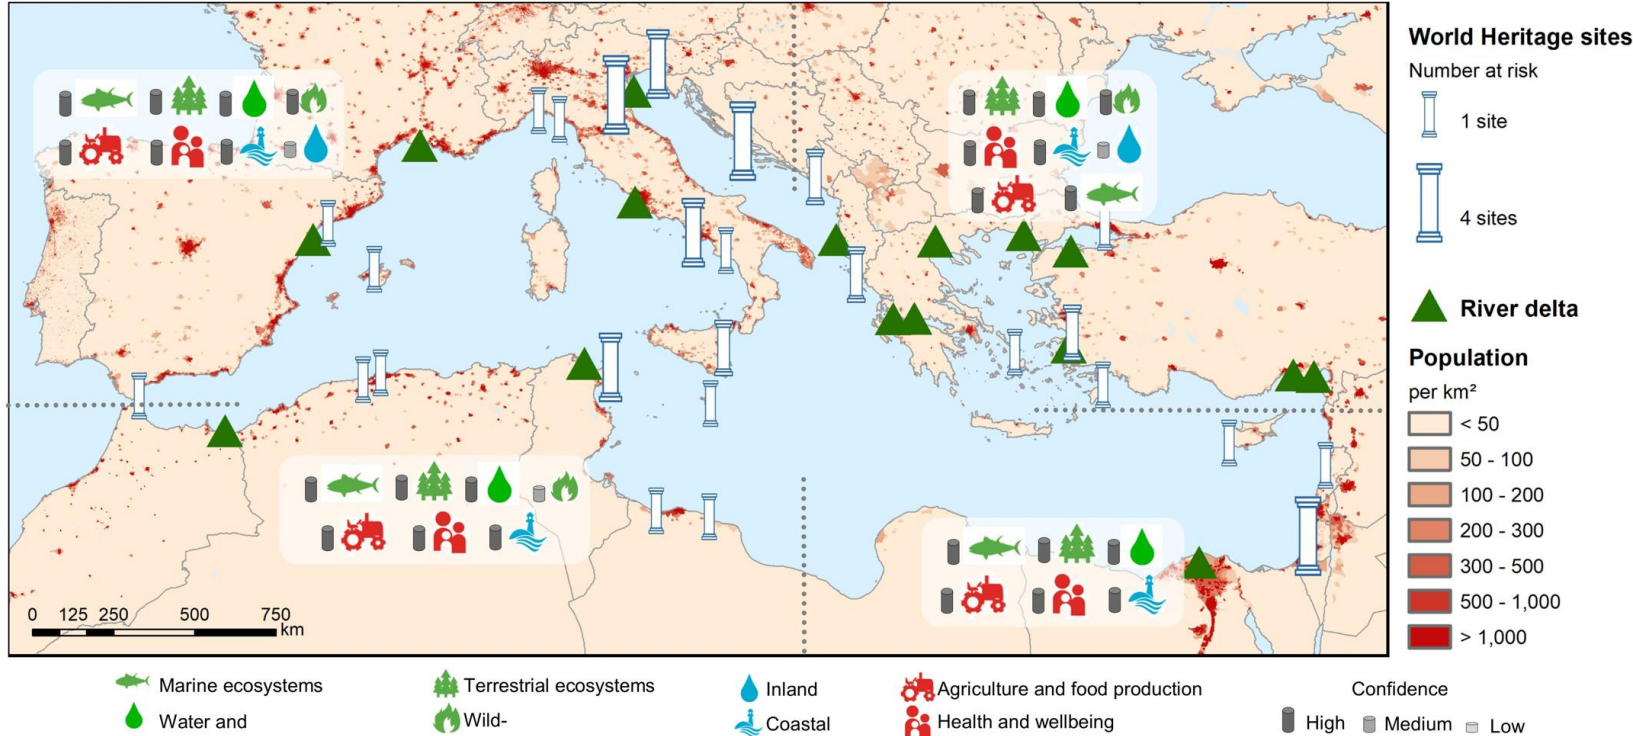 World Heritage sites
Number at risk
1 site
4 sites
River delta
Population
per km²
< 50
50 - 100
100 - 200
200 - 300
300 - 500
500 - 1,000
> 1,000
0 125 250 500 750 km
Marine ecosystems Terrestrial ecosystems Inland Agriculture and food production Confidence
Water and Wild- Coastal Health and wellbeing High Medium Low